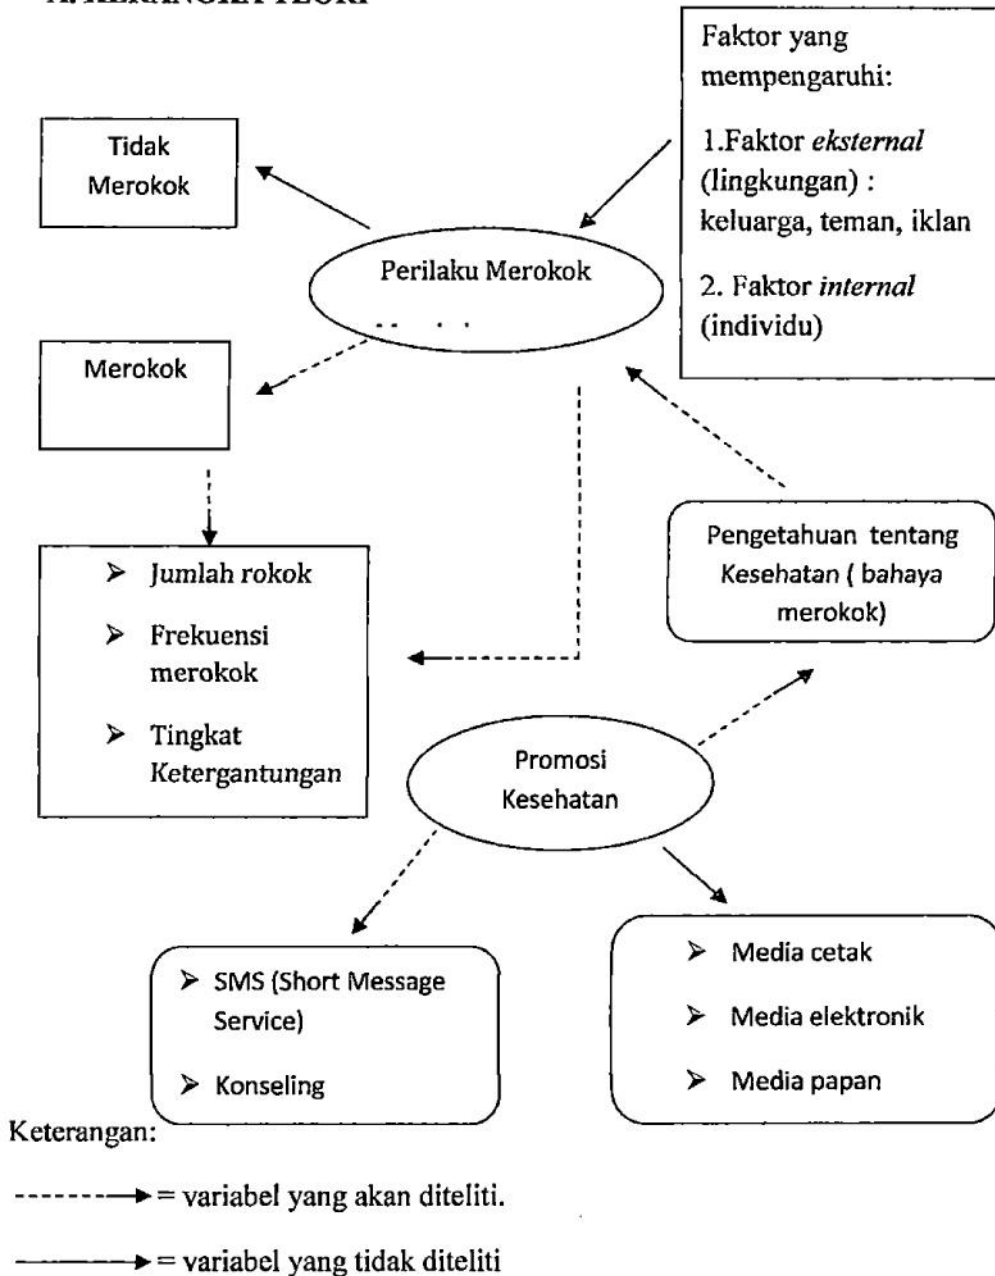 A. KERANGKA TEORI
Faktor yang
mempengaruhi:
1.Faktor eksternal
(lingkungan) :
keluarga, teman, iklan
2. Faktor internal
(individu)
Tidak
Merokok
Perilaku Merokok
Merokok
Pengetahuan tentang
Kesehatan ( bahaya
merokok)
➢ Jumlah rokok
➢ Frekuensi
merokok
➢ Tingkat
Ketergantungan
Promosi
Kesehatan
➢ SMS (Short Message
Service)
➢ Konseling
➢ Media cetak
➢ Media elektronik
➢ Media papan
Keterangan:
= variabel yang akan diteliti.
= variabel yang tidak diteliti